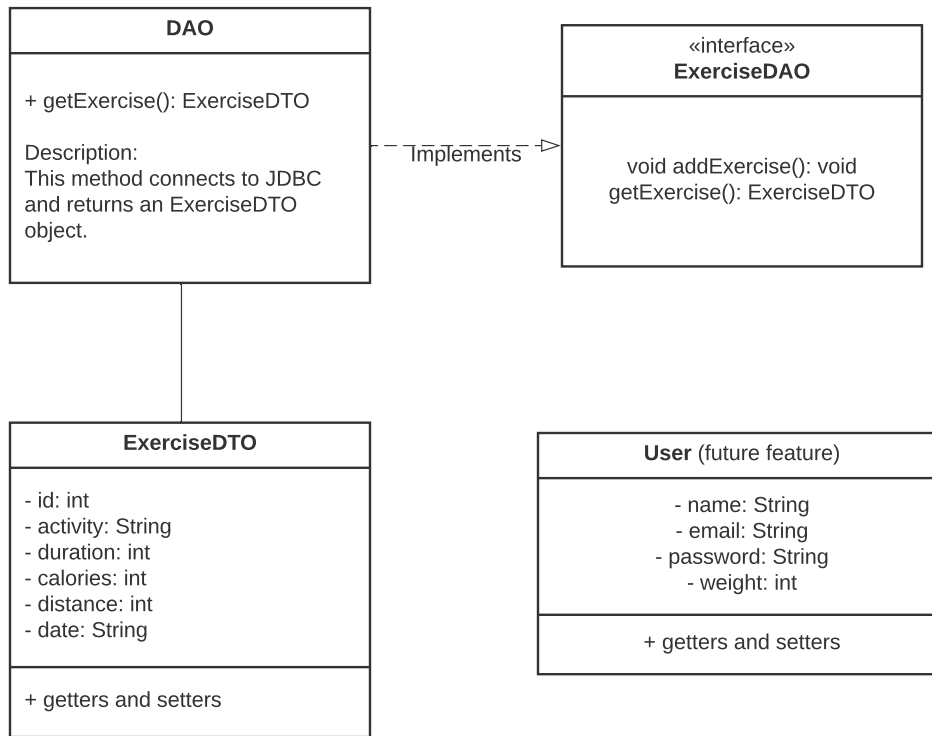 DAO
+ getExercise(): ExerciseDTO
Description:
This method connects to JDBC
and returns an ExerciseDTO
object.
Implements
«interface»
ExerciseDAO
void addExercise(): void
getExercise(): ExerciseDTO
ExerciseDTO
- id: int
- activity: String
- duration: int
- calories: int
- distance: int
- date: String
+ getters and setters
User (future feature)
- name: String
- email: String
- password: String
- weight: int
+ getters and setters